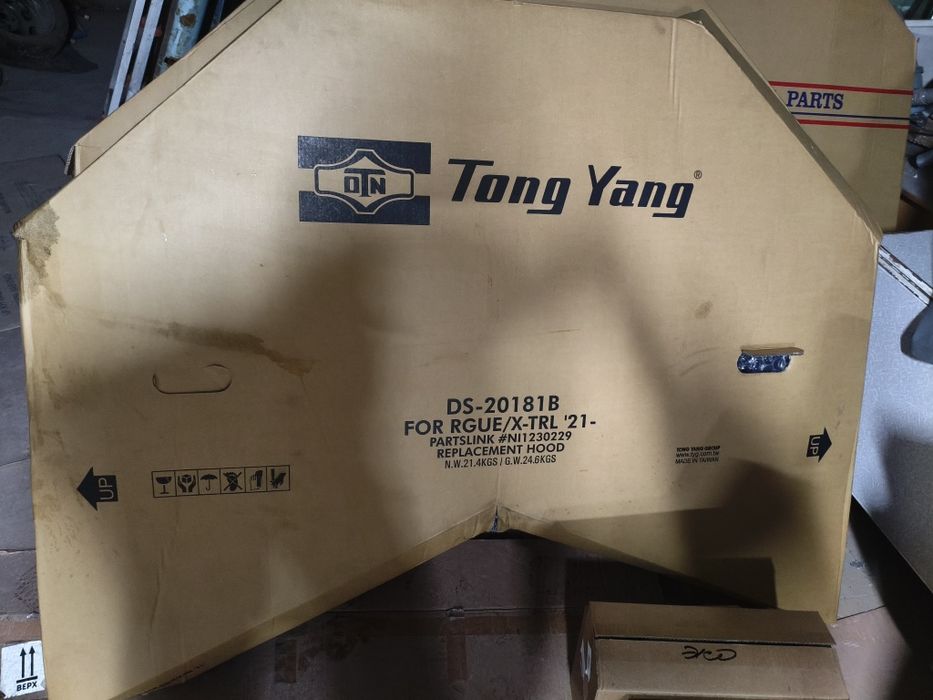 PARTS
OTN
Tong Yang®
DS-20181B
FOR RGUE/X-TRL '21-
PARTSLINK #NI1230229
REPLACEMENT HOOD
N.W.21.4KGS / G.W.24.6KGS
TONG YANG GROUP
www.tyg.com.tw
MADE IN TAIWAN
UP
UP
ВЕРХ